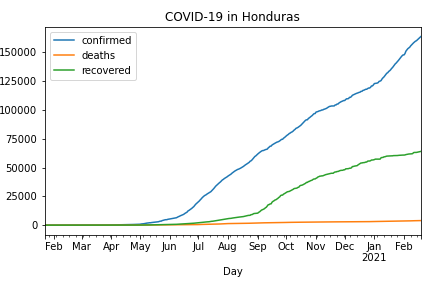 COVID-19 in Honduras
confirmed
deaths
recovered
150000
125000
100000
75000
50000
25000
0
Feb Mar Apr May Jun Jul Aug Sep Oct Nov Dec Jan Feb
2021
Day